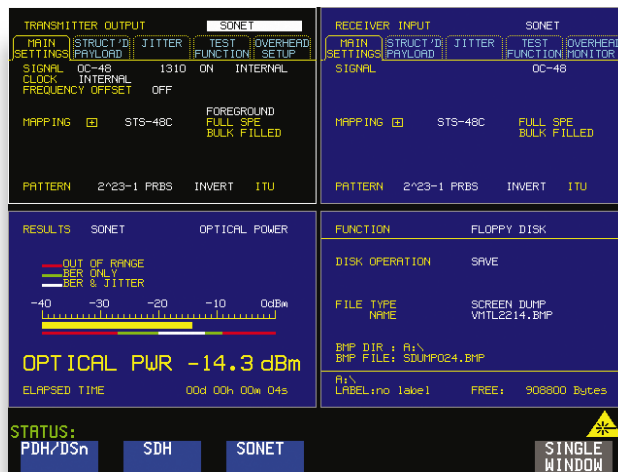 TRANSMITTER OUTPUT SONET
MAIN SETTINGS STRUCT'D PAYLOAD JITTER TEST FUNCTION OVERHEAD SETUP
SIGNAL OC-48 1310 ON INTERNAL
CLOCK INTERNAL
FREQUENCY OFFSET OFF
FOREGROUND
MAPPING + STS-48C FULL SPE
BULK FILLED
PATTERN 2^23-1 PRBS INVERT ITU
RECEIVER INPUT SONET
MAIN SETTINGS STRUCT'D PAYLOAD JITTER TEST FUNCTION OVERHEAD MONITOR
SIGNAL OC-48
MAPPING + STS-48C FULL SPE
BULK FILLED
PATTERN 2^23-1 PRBS INVERT ITU
RESULTS SONET OPTICAL POWER
OUT OF RANGE
BER ONLY
BER & JITTER
-40 -30 -20 -10 0dBm
OPTICAL PWR -14.3 dBm
ELAPSED TIME 00d 00h 00m 04s
FUNCTION FLOPPY DISK
DISK OPERATION SAVE
FILE TYPE SCREEN DUMP
NAME VMTL2214.BMP
BMP DIR : A:\
BMP FILE: SDUMP024.BMP
A:\
LABEL:no label FREE: 908800 Bytes
STATUS:
PDH/DSn SDH SONET SINGLE WINDOW